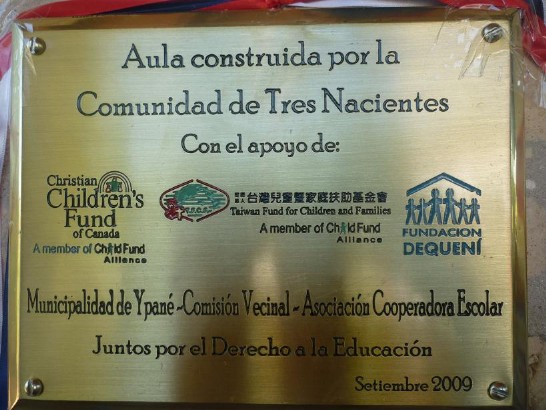 Aula construida por la
Comunidad de Tres Nacientes
Con el apoyo de:
Christian
Children's
Fund
of Canada
A member of ChildFund
Alliance
台灣兒童暨家庭扶助基金會
Taiwan Fund for Children and Families
A member of ChildFund
Alliance
FUNDACION
DEQUENÍ
Municipalidad de Ypané - Comisión Vecinal - Asociación Cooperadora Escolar
Juntos por el Derecho a la Educación
Setiembre 2009